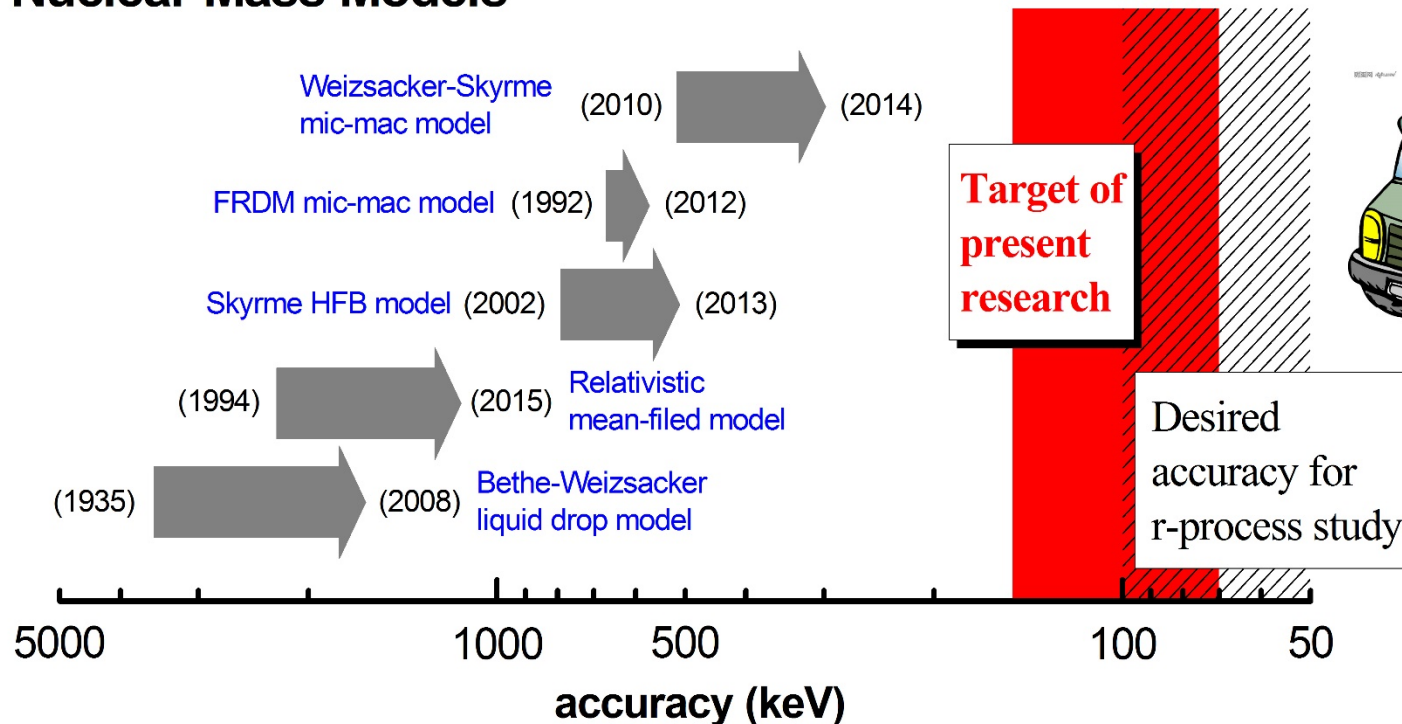 Nuclear Mass Models
Weizsacker-Skyrme
mic-mac model
(2010)
(2014)
FRDM mic-mac model
(1992)
(2012)
Skyrme HFB model
(2002)
(2013)
(1994)
(2015)
Relativistic
mean-filed model
(1935)
(2008)
Bethe-Weizsacker
liquid drop model
Target of
present
research
Desired
accuracy for
r-process study
5000
1000
500
100
50
accuracy (keV)